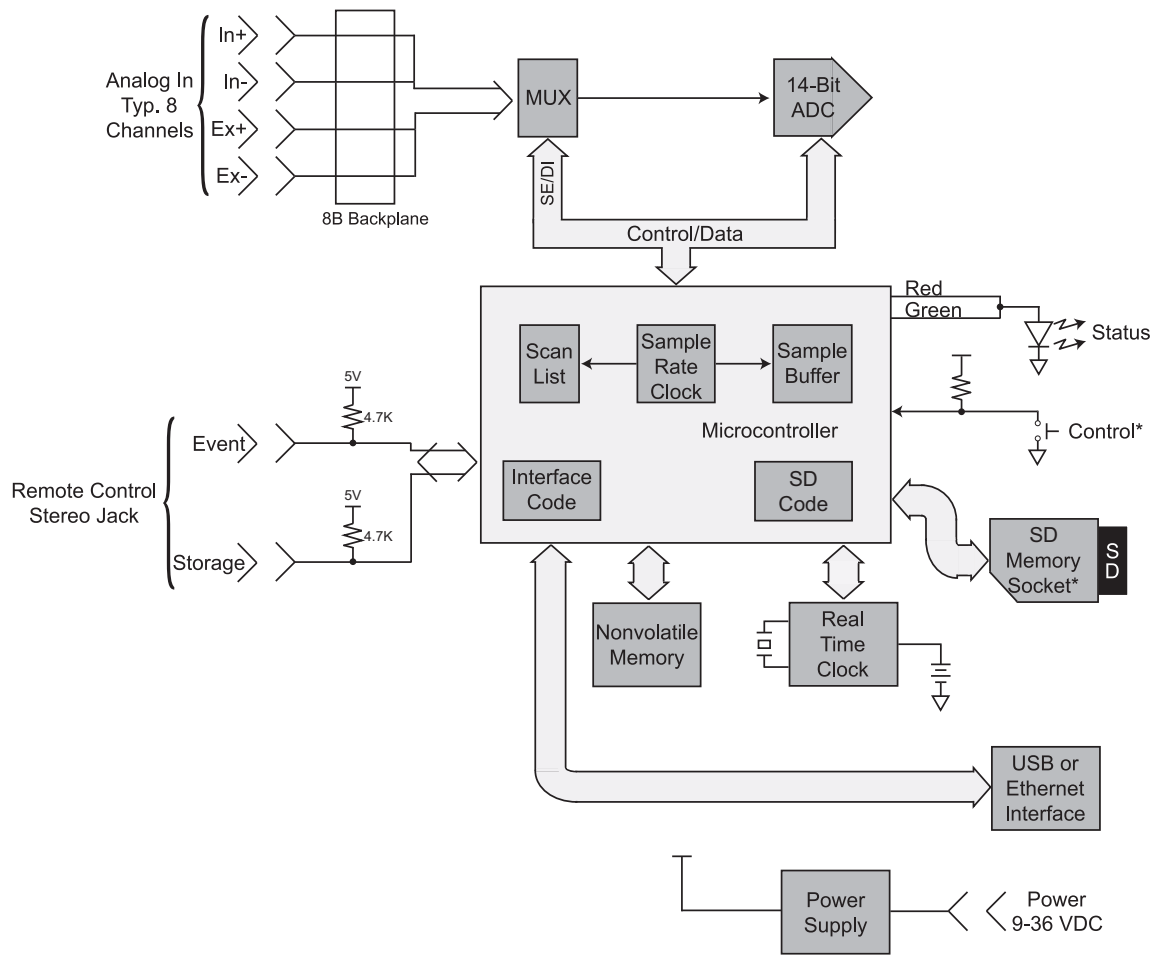 Analog In
Typ. 8
Channels
In+
In-
Ex+
Ex-
8B Backplane
MUX
14-Bit
ADC
SE/DI
Control/Data
Red
Green
Status
Scan
List
Sample
Rate
Clock
Sample
Buffer
Microcontroller
Control*
Interface
Code
SD
Code
Remote Control
Stereo Jack
Event
5V
4.7K
Storage
5V
4.7K
SD
Memory
Socket*
SD
Nonvolatile
Memory
Real
Time
Clock
USB or
Ethernet
Interface
Power
Supply
Power
9-36 VDC